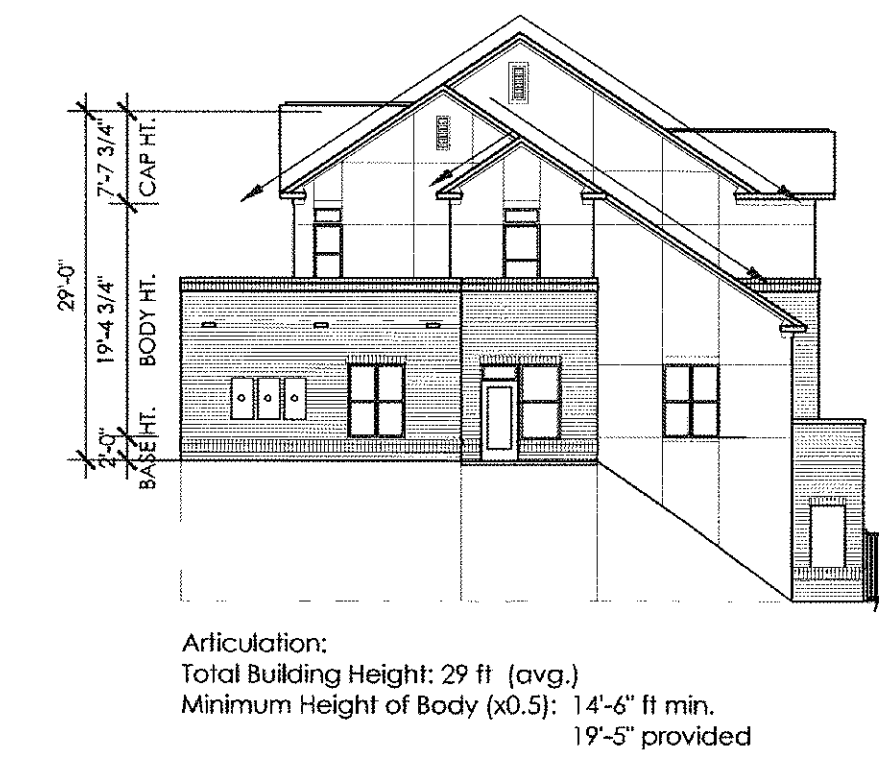 29'-0"
7'-7 3/4"
CAP HT.
19'-4 3/4"
BODY HT.
2'-0"
BASE HT.
Articulation:
Total Building Height: 29 ft (avg.)
Minimum Height of Body (x0.5): 14'-6" ft min.
19'-5" provided